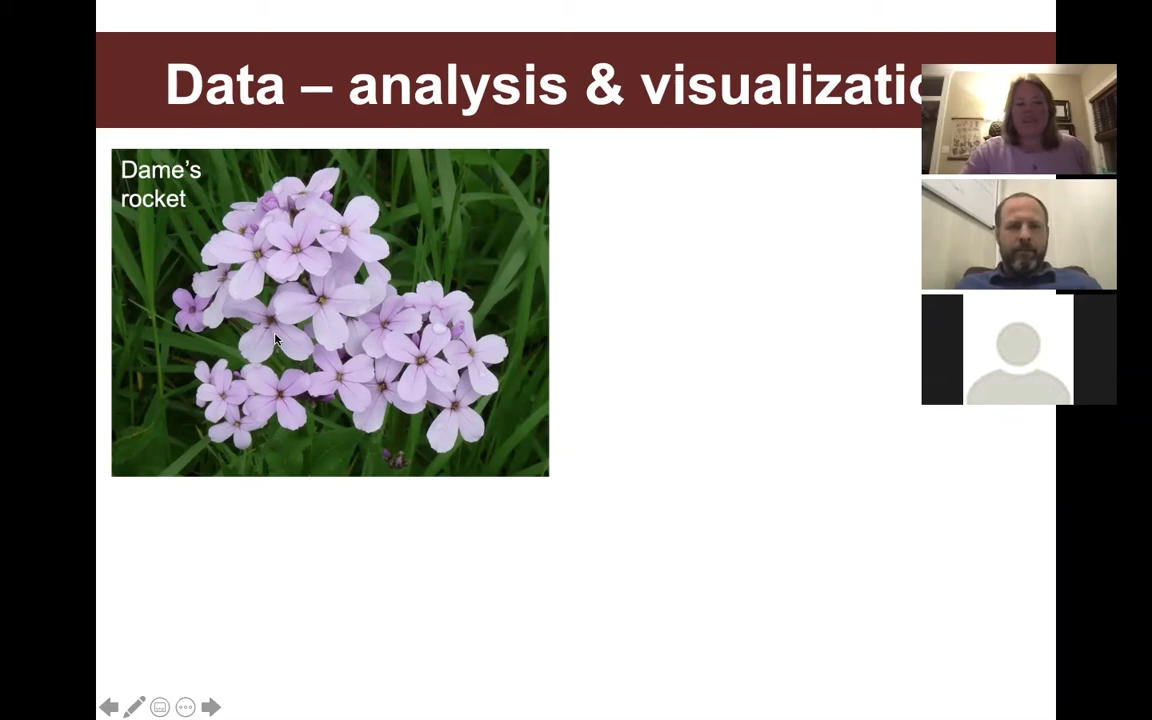 Data – analysis & visualizatio
Dame's
rocket